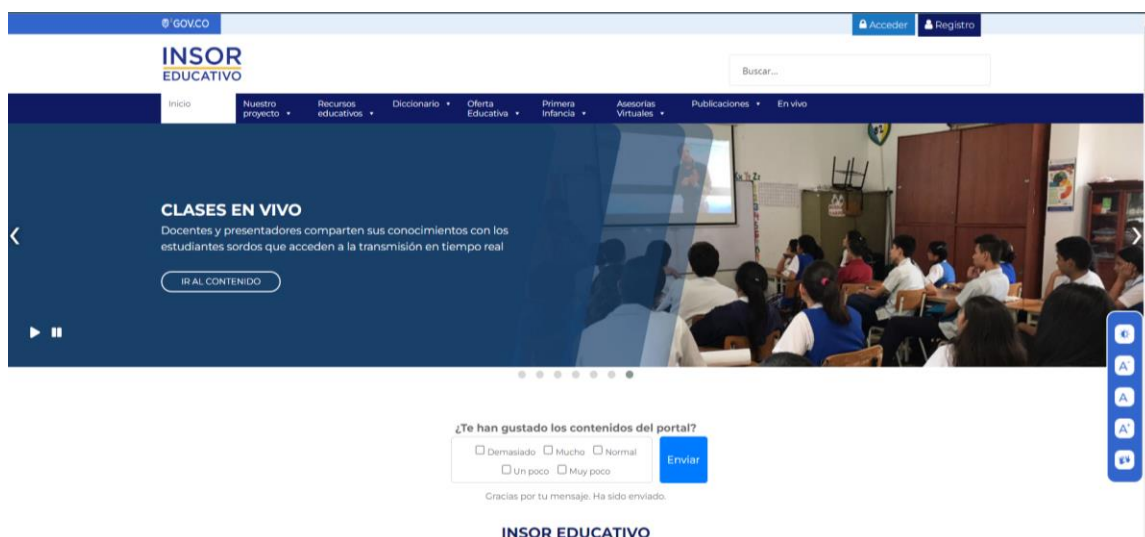 GOV.CO
Acceder
Registro
INSOR
EDUCATIVO
Buscar...
Inicio
Nuestro
proyecto
Recursos
educativos
Diccionario
Oferta
Educativa
Primera
Infancia
Asesorías
Virtuales
Publicaciones
En vivo
CLASES EN VIVO
Docentes y presentadores comparten sus conocimientos con los
estudiantes sordos que acceden a la transmisión en tiempo real
IR AL CONTENIDO
A-
A
A+
¿Te han gustado los contenidos del portal?
Demasiado Mucho Normal
Un poco Muy poco
Enviar
Gracias por tu mensaje. Ha sido enviado.
INSOR EDUCATIVO